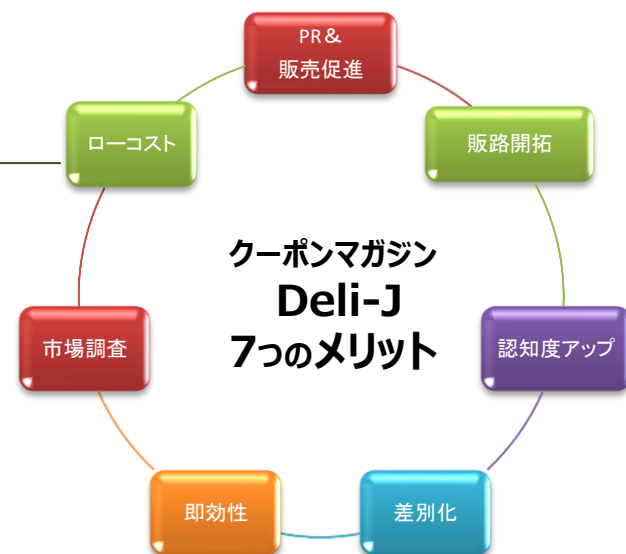 PR&
販売促進
ローコスト
販路開拓
クーポンマガジン
Deli-J
7つのメリット
市場調査
認知度アップ
即効性
差別化